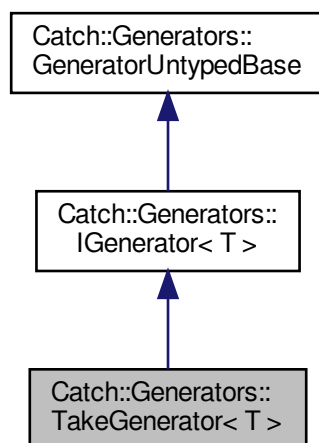 Catch::Generators::
GeneratorUntypedBase
Catch::Generators::
IGenerator< T >
Catch::Generators::
TakeGenerator< T >